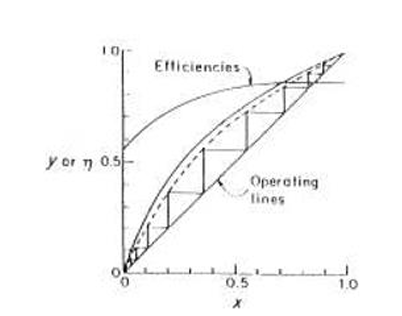 1.0
Efficiencies
y or η 0.5
Operating
lines
0
0 0.5 1.0
x